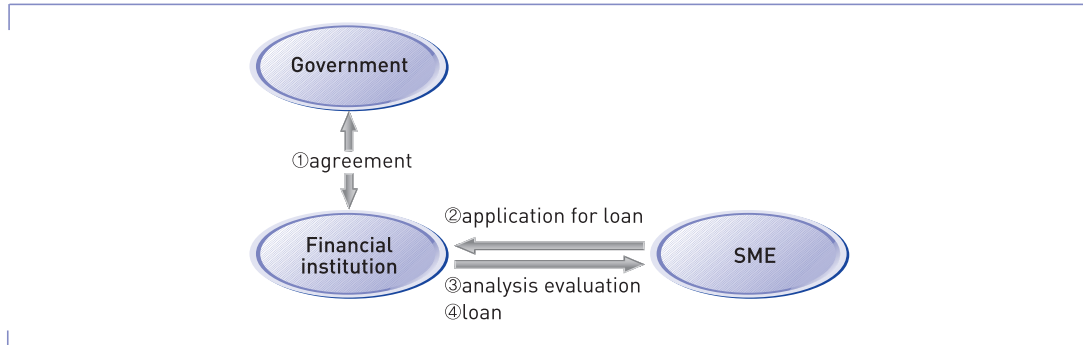 Government
①agreement
②application for loan
Financial
institution
SME
③analysis evaluation
④loan